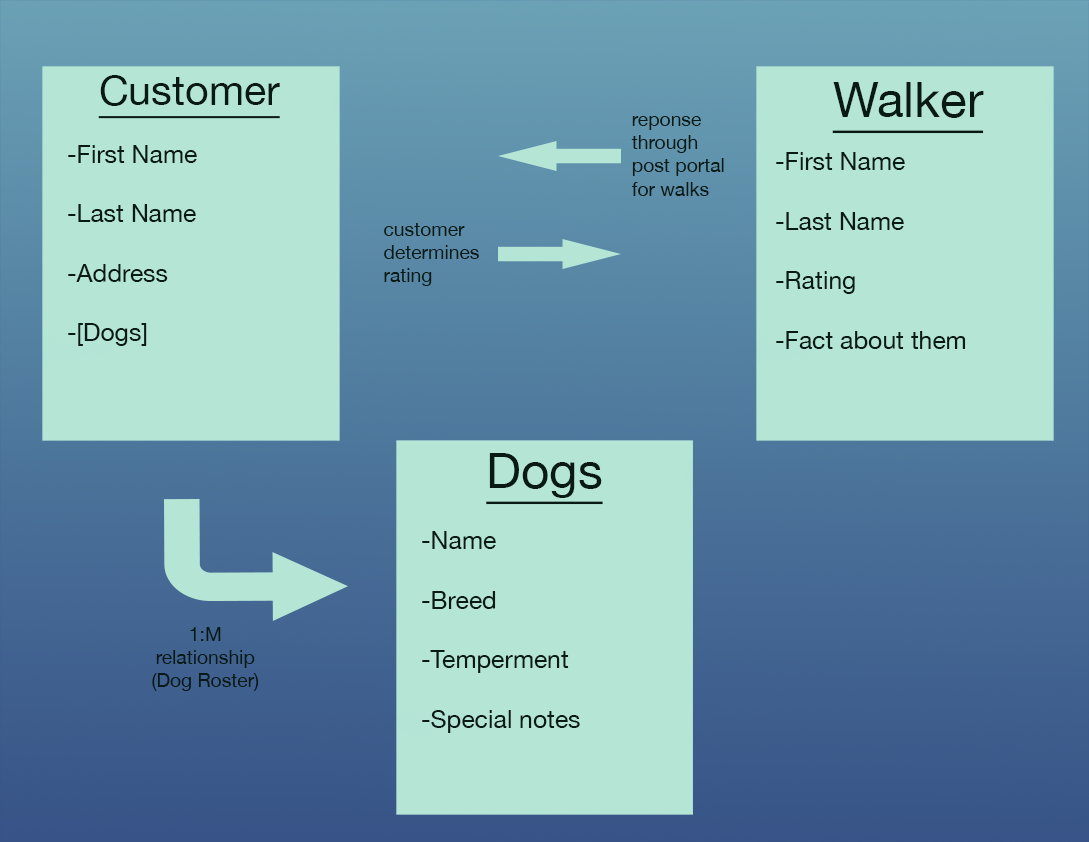 Customer
-First Name
-Last Name
-Address
-[Dogs]
reponse
through
post portal
for walks
customer
determines
rating
Walker
-First Name
-Last Name
-Rating
-Fact about them
1:M
relationship
(Dog Roster)
Dogs
-Name
-Breed
-Temperment
-Special notes